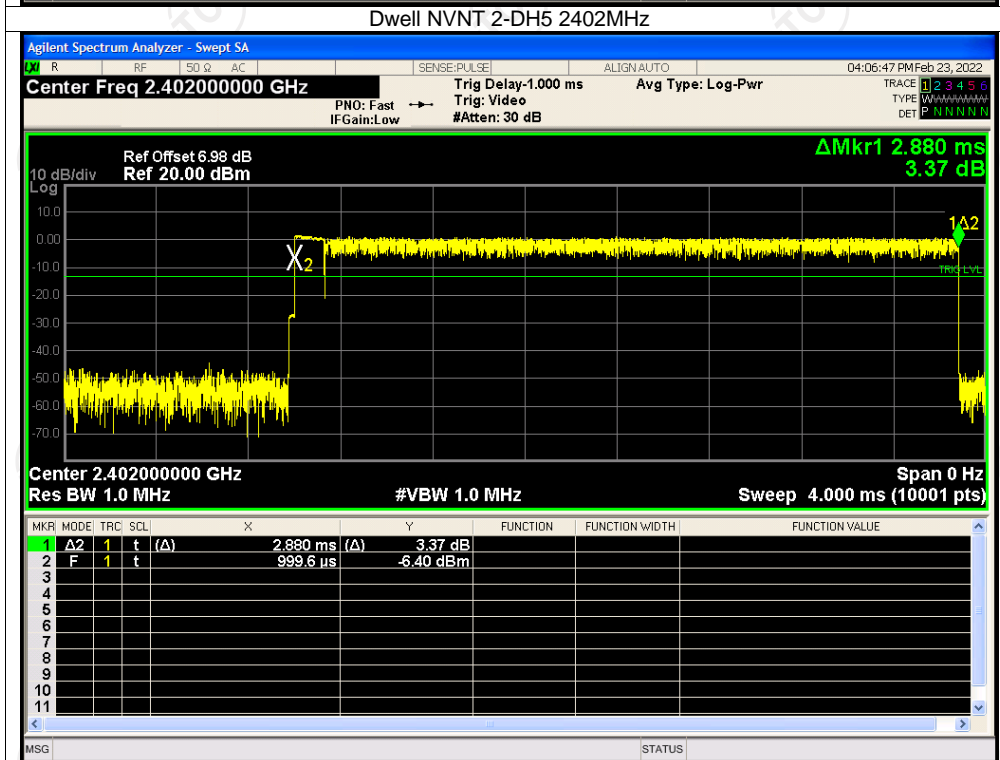 Dwell NVNT 2-DH5 2402MHz
Agilent Spectrum Analyzer - Swept SA
LXI R RF 50 Ω AC SENSE:PULSE ALIGN AUTO 04:06:47 PM Feb 23, 2022
Center Freq 2.402000000 GHz Trig Delay-1.000 ms Avg Type: Log-Pwr TRACE 1 2 3 4 5 6
PNO: Fast Trig: Video TYPE WWWWWW
IFGain:Low #Atten: 30 dB DET P N N N N N
ΔMkr1 2.880 ms
3.37 dB
Ref Offset 6.98 dB
10 dB/div Ref 20.00 dBm
Log
10.0
0.00
-10.0
-20.0
-30.0
-40.0
-50.0
-60.0
-70.0
1Δ2
X2
TRIG LVL
Center 2.402000000 GHz Span 0 Hz
Res BW 1.0 MHz #VBW 1.0 MHz Sweep 4.000 ms (10001 pts)
MKR MODE TRC SCL X Y FUNCTION FUNCTION WIDTH FUNCTION VALUE
1 Δ2 1 t (Δ) 2.880 ms (Δ) 3.37 dB
2 F 1 t 999.6 µs -6.40 dBm
3
4
5
6
7
8
9
10
11
MSG STATUS